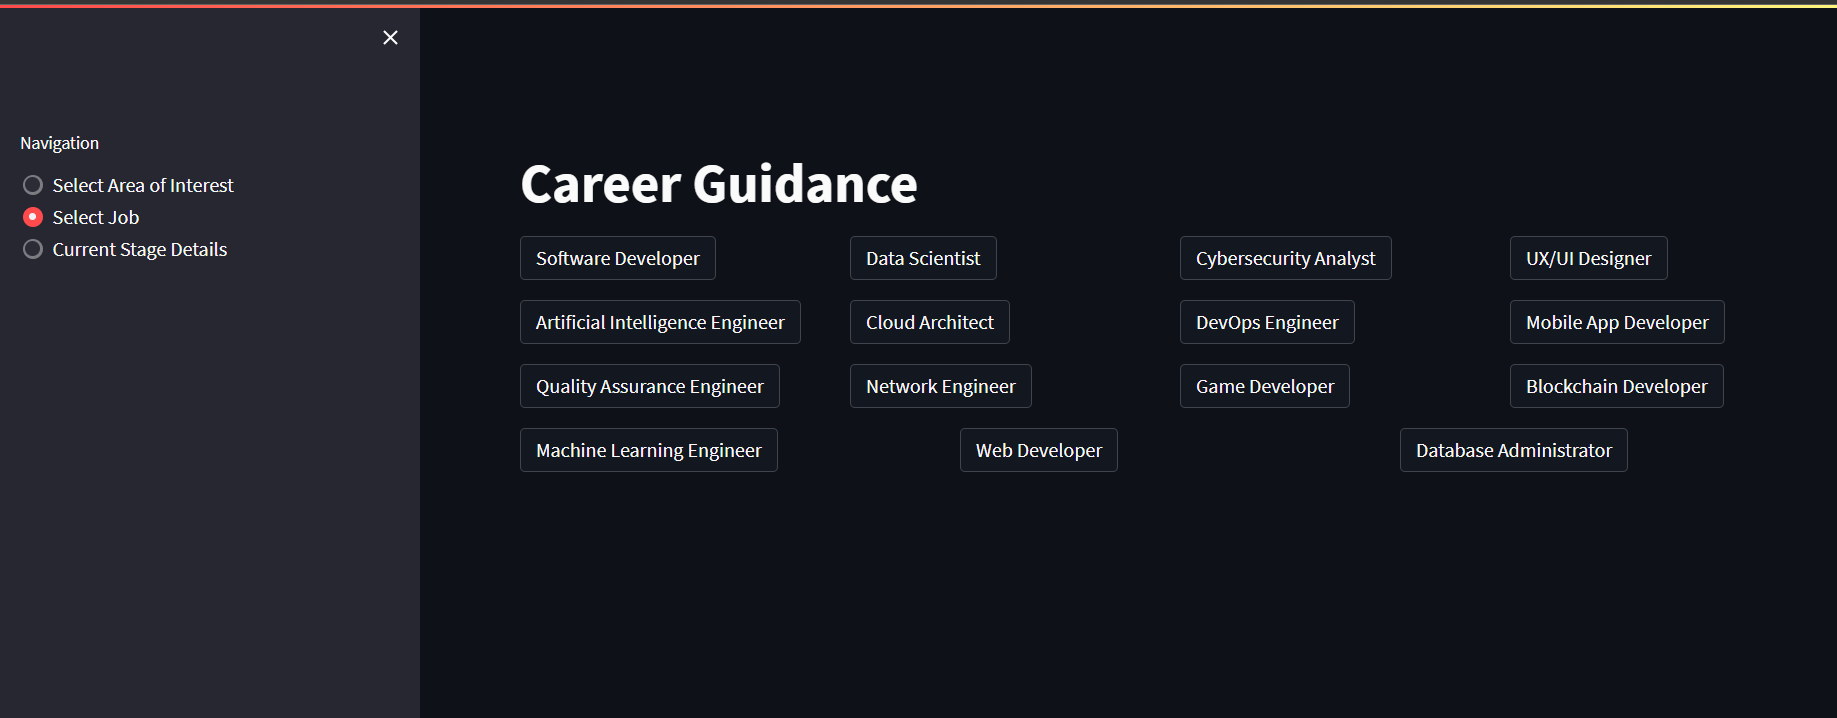 Navigation
Select Area of Interest
Select Job
Current Stage Details
Career Guidance
Software Developer Data Scientist Cybersecurity Analyst UX/UI Designer
Artificial Intelligence Engineer Cloud Architect DevOps Engineer Mobile App Developer
Quality Assurance Engineer Network Engineer Game Developer Blockchain Developer
Machine Learning Engineer Web Developer Database Administrator